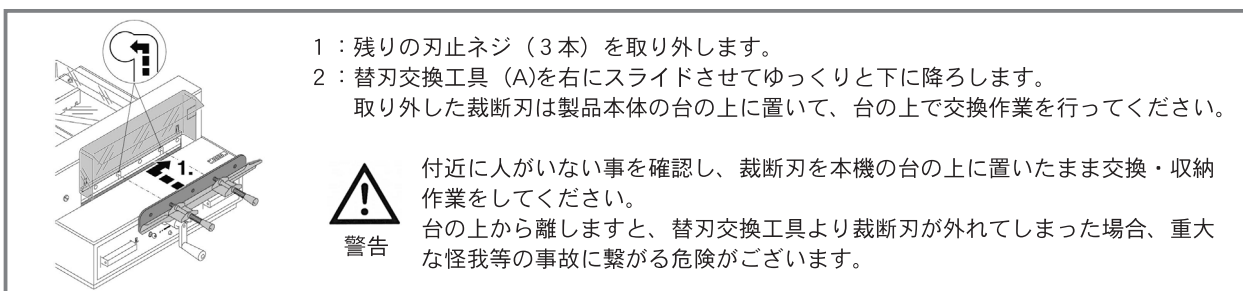 1：残りの刃止ネジ（3本）を取り外します。
2：替刃交換工具（A)を右にスライドさせてゆっくりと下に降ろします。
取り外した裁断刃は製品本体の台の上に置いて、台の上で交換作業を行ってください。
1.
付近に人がいない事を確認し、裁断刃を本機の台の上に置いたまま交換・収納
作業をしてください。
台の上から離しますと、替刃交換工具より裁断刃が外れてしまった場合、重大
な怪我等の事故に繋がる危険がございます。
警告